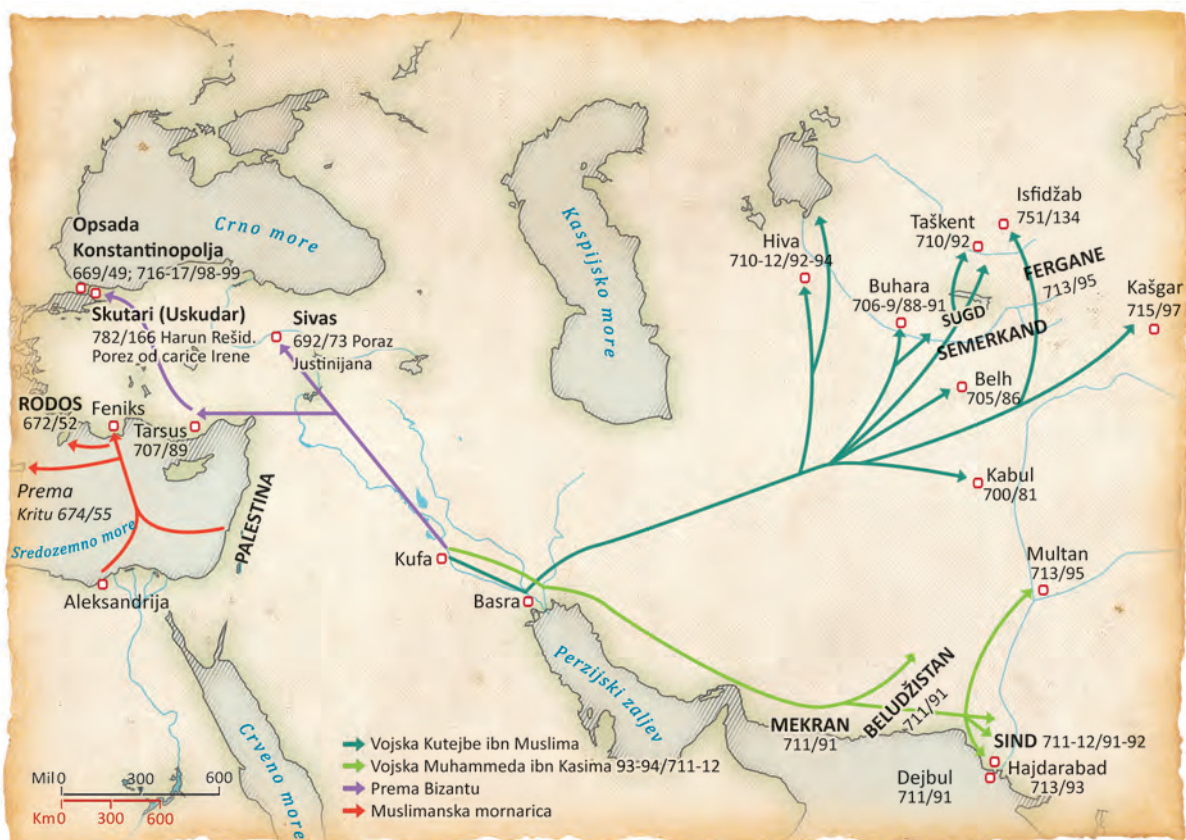 Opsada
Konstantinopolja
669/49; 716-17/98-99
Crno more
Skutari (Uskudar)
782/166 Harun Rešid.
Porez od carice Irene
Sivas
692/73 Poraz
Justinijana
RODOS
672/52
Feniks
Tarsus
707/89
Prema
Kritu 674/55
Sredozemno more
PALESTINA
Aleksandrija
Crveno more
Kaspijsko more
Kufa
Basra
Perzijski zaljev
Hiva
710-12/92-94
Buhara
706-9/88-91
Taškent
710/92
Isfidžab
751/134
FERGANE
713/95
Kašgar
715/97
SUGD
SEMERKAND
Belh
705/86
Kabul
700/81
Multan
713/95
MEKRAN
711/91
BELUDŽISTAN
711/91
SIND 711-12/91-92
Hajdarabad
713/93
Dejbul
711/91
Vojska Kutejbe ibn Muslima
Vojska Muhammeda ibn Kasima 93-94/711-12
Prema Bizantu
Muslimanska mornarica
Mil 0 300 600
Km 0 300 600